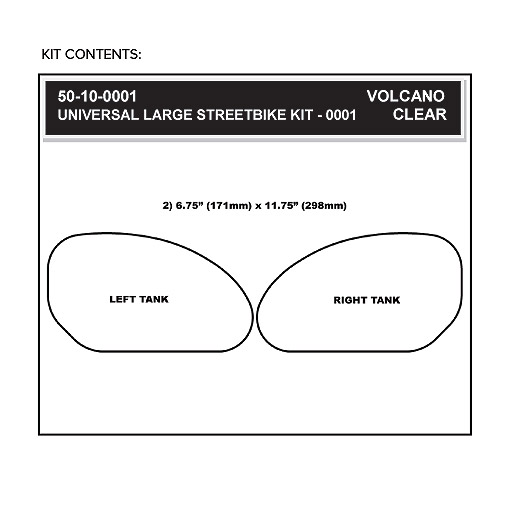 KIT CONTENTS:
50-10-0001 VOLCANO
UNIVERSAL LARGE STREETBIKE KIT - 0001 CLEAR
2) 6.75” (171mm) x 11.75” (298mm)
LEFT TANK RIGHT TANK